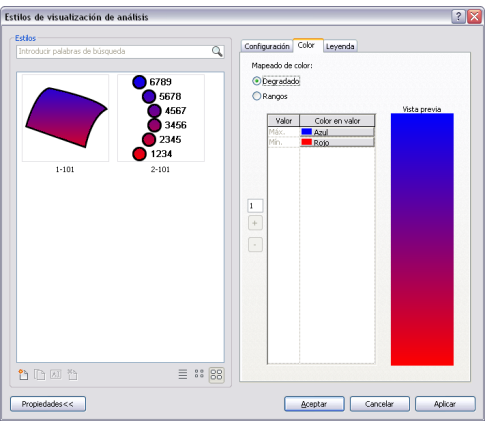 Estilos de visualización de análisis
Estilos
Introducir palabras de búsqueda
6789
5678
4567
3456
2345
1234
1-101
2-101
Propiedades<<
Configuración Color Leyenda
Mapeado de color:
Degradado
Rangos
Vista previa
Valor Color en valor
Máx. Azul
Mín. Rojo
1
+
-
Aceptar Cancelar Aplicar